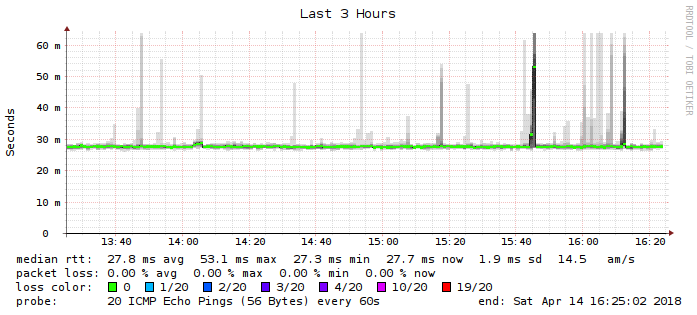 Last 3 Hours
RRDTOOL / TOBI OETIKER
Seconds
60 m
50 m
40 m
30 m
20 m
10 m
0
13:40 14:00 14:20 14:40 15:00 15:20 15:40 16:00 16:20
median rtt: 27.8 ms avg 53.1 ms max 27.3 ms min 27.7 ms now 1.9 ms sd 14.5 am/s
packet loss: 0.00 % avg 0.00 % max 0.00 % min 0.00 % now
loss color: 0 1/20 2/20 3/20 4/20 10/20 19/20
probe: 20 ICMP Echo Pings (56 Bytes) every 60s end: Sat Apr 14 16:25:02 2018